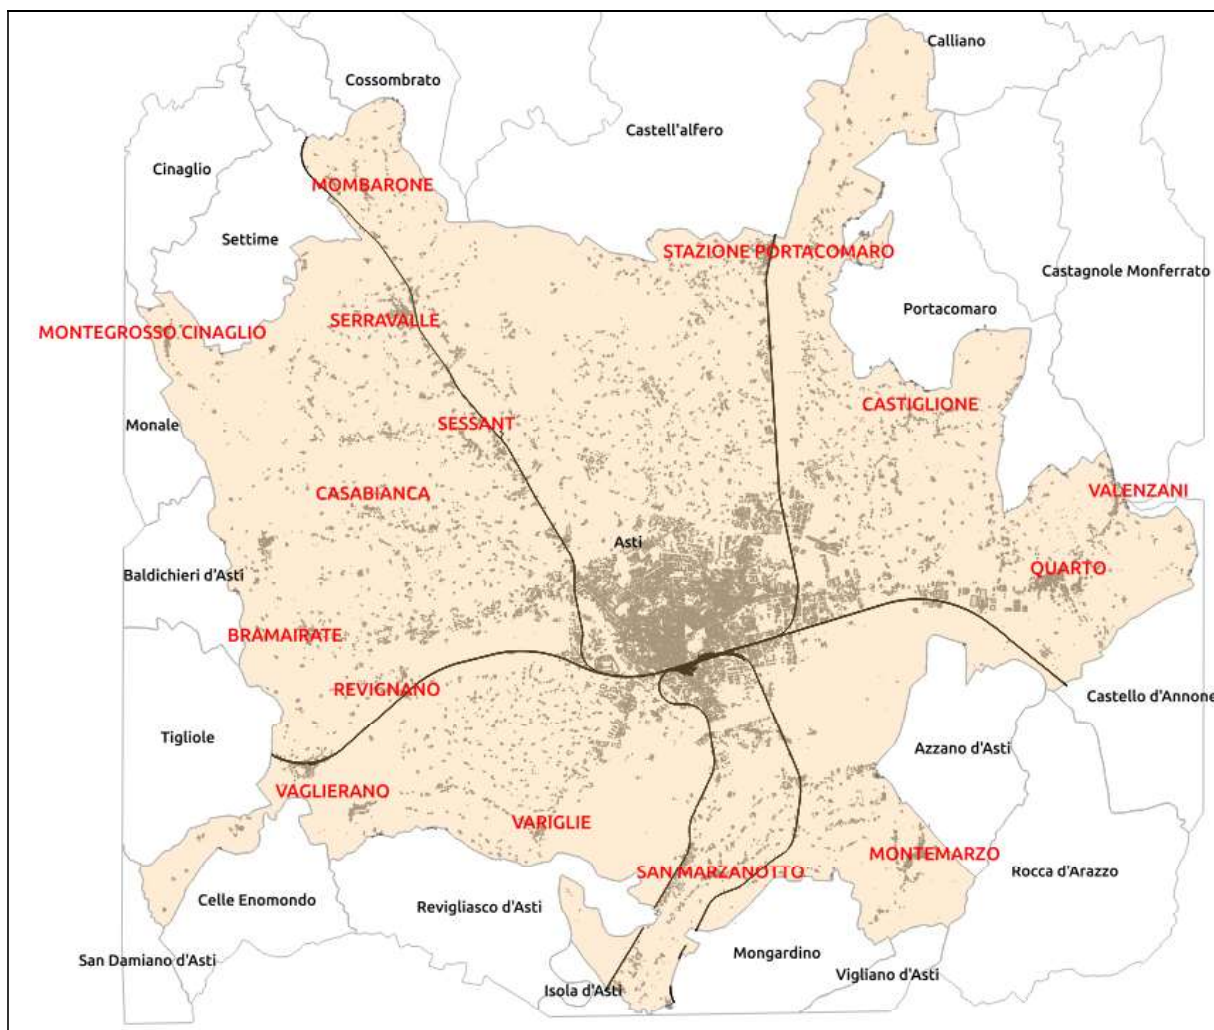 Calliano
Cossombrato
Castell'alfero
Cinaglio
MOMBARONE
Settime
STAZIONE PORTACOMARO
Castagnole Monferrato
Portacomaro
SERRAVALLE
MONTEGROSSO CINAGLIO
CASTIGLIONE
Monale
SESSANT
CASABIANCA
VALENZANI
Asti
QUARTO
Baldichieri d'Asti
BRAMAIRATE
REVIGNANO
Castello d'Annone
Tigliole
Azzano d'Asti
VAGLIERANO
VARIGLIE
MONTEMARZO
SAN MARZANOTTO
Rocca d'Arazzo
Celle Enomondo
Revigliasco d'Asti
Mongardino
San Damiano d'Asti
Vigliano d'Asti
Isola d'Asti